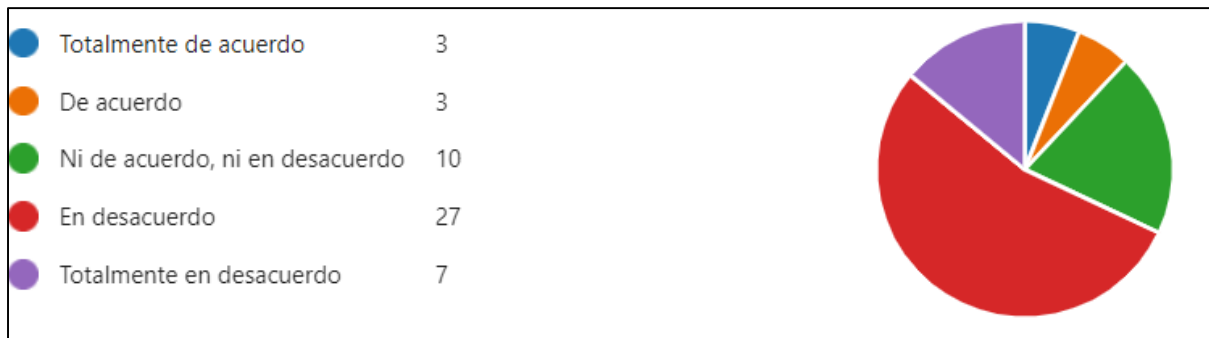 Totalmente de acuerdo 3
De acuerdo 3
Ni de acuerdo, ni en desacuerdo 10
En desacuerdo 27
Totalmente en desacuerdo 7